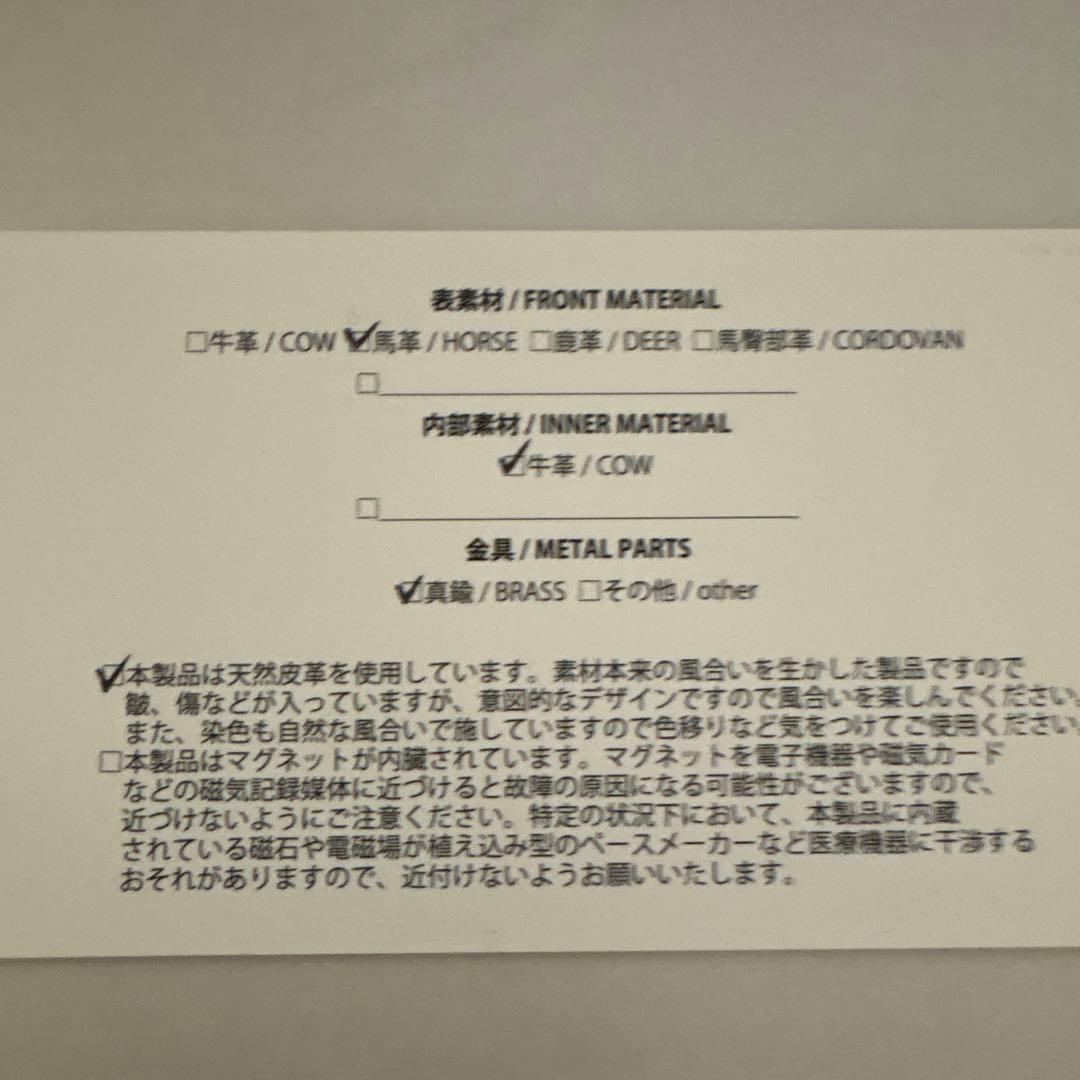 表素材 / FRONT MATERIAL
□牛革 / COW ☑馬革 / HORSE □鹿革 / DEER □馬臀部革 / CORDOVAN
□
内部素材 / INNER MATERIAL
☑牛革 / COW
□
金具 / METAL PARTS
☑真鍮 / BRASS □その他 / other
☑本製品は天然皮革を使用しています。素材本来の風合いを生かした製品ですので
皺、傷などが入っていますが、意図的なデザインですので風合いを楽しんでください。
また、染色も自然な風合いで施していますので色移りなど気をつけてご使用ください。
□本製品はマグネットが内臓されています。マグネットを電子機器や磁気カード
などの磁気記録媒体に近づけると故障の原因になる可能性がございますので、
近づけないようにご注意ください。特定の状況下において、本製品に内蔵
されている磁石や電磁場が植え込み型のペースメーカーなど医療機器に干渉する
おそれがありますので、近付けないようお願いいたします。